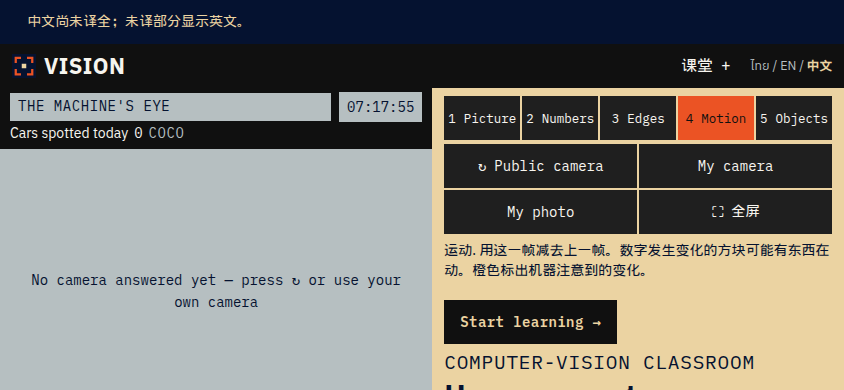 中文尚未译全；未译部分显示英文。
VISION
课堂 +
ไทย / EN / 中文
THE MACHINE'S EYE
07:17:55
Cars spotted today 0 COCO
No camera answered yet — press ↻ or use your
own camera
1 Picture
2 Numbers
3 Edges
4 Motion
5 Objects
↻ Public camera
My camera
My photo
⛶ 全屏
运动. 用这一帧减去上一帧。数字发生变化的方块可能有东西在
动。橙色标出机器注意到的变化。
Start learning →
COMPUTER-VISION CLASSROOM